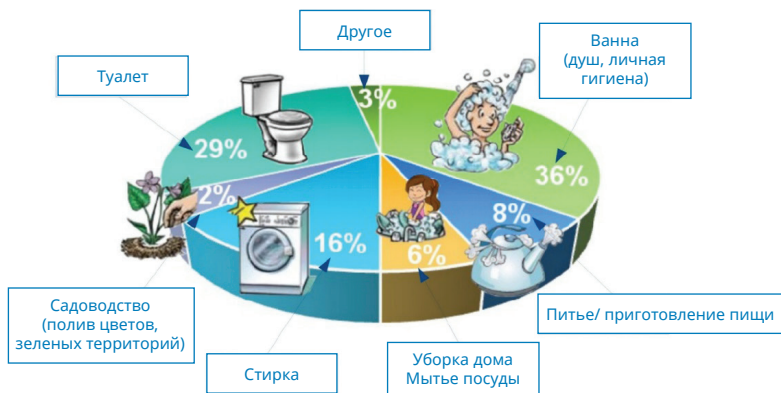 Другое
Ванна
(душ, личная
гигиена)
Туалет
3%
29%
36%
2%
8%
16%
6%
Садоводство
(полив цветов,
зеленых территорий)
Питье/ приготовление пищи
Стирка
Уборка дома
Мытье посуды